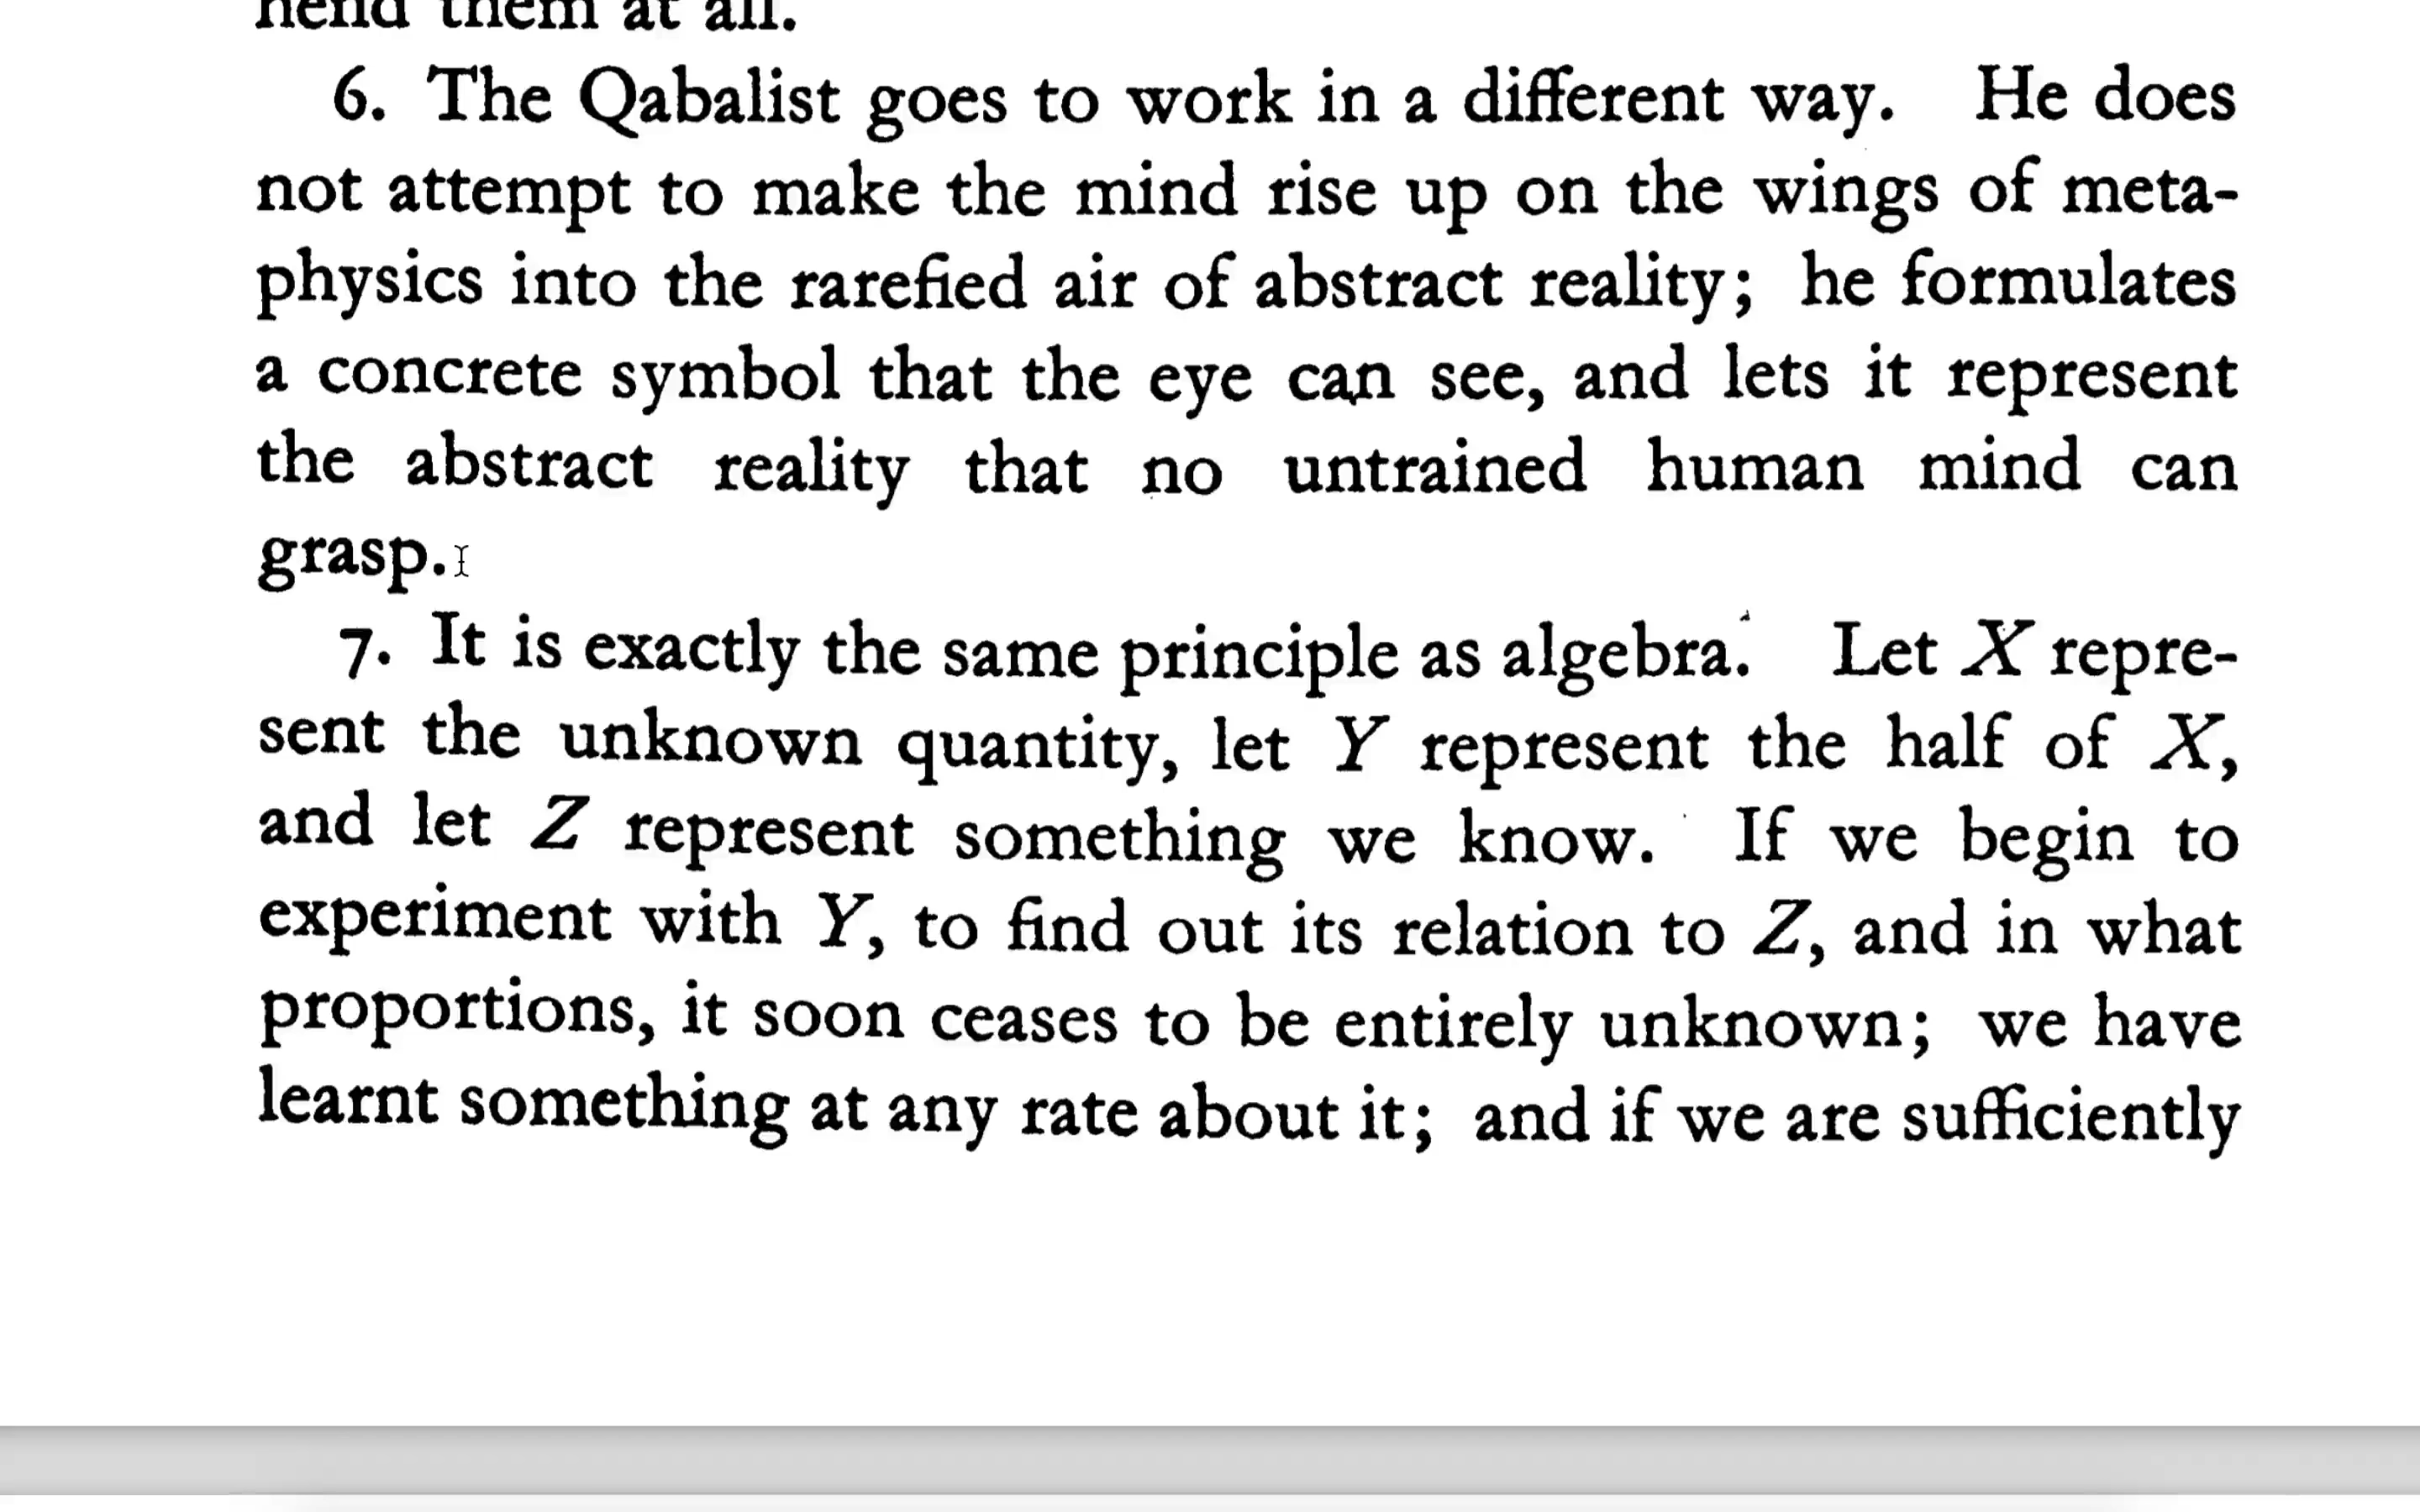 hend them at all.
6. The Qabalist goes to work in a different way. He does
not attempt to make the mind rise up on the wings of meta-
physics into the rarefied air of abstract reality; he formulates
a concrete symbol that the eye can see, and lets it represent
the abstract reality that no untrained human mind can
grasp.
7. It is exactly the same principle as algebra. Let X repre-
sent the unknown quantity, let Y represent the half of X,
and let Z represent something we know. If we begin to
experiment with Y, to find out its relation to Z, and in what
proportions, it soon ceases to be entirely unknown; we have
learnt something at any rate about it; and if we are sufficiently